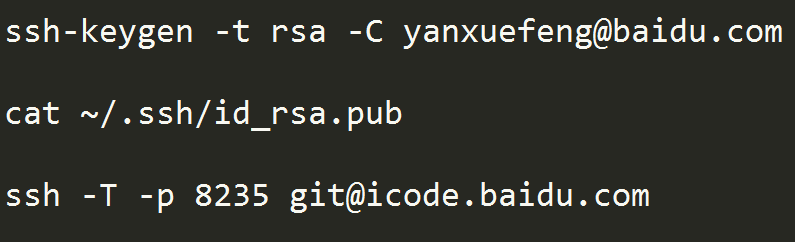 ssh-keygen -t rsa -C yanxuefeng@baidu.com
cat ~/.ssh/id_rsa.pub
ssh -T -p 8235 git@icode.baidu.com